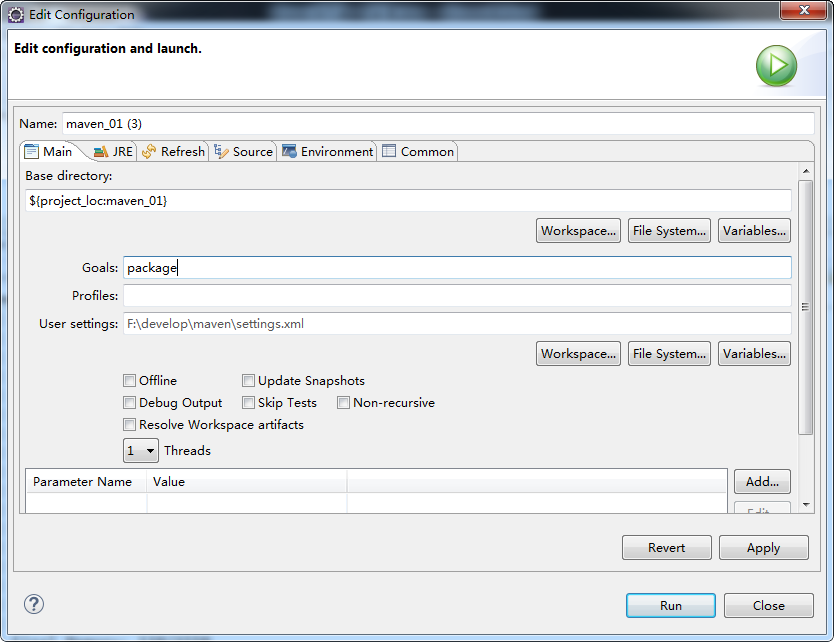 Edit Configuration
Edit configuration and launch.
Name: maven_01 (3)
Main JRE Refresh Source Environment Common
Base directory:
${project_loc:maven_01}
Workspace... File System... Variables...
Goals: package
Profiles:
User settings: F:\develop\maven\settings.xml
Workspace... File System... Variables...
Offline Update Snapshots
Debug Output Skip Tests Non-recursive
Resolve Workspace artifacts
1 Threads
Parameter Name Value Add...
Revert Apply
Run Close